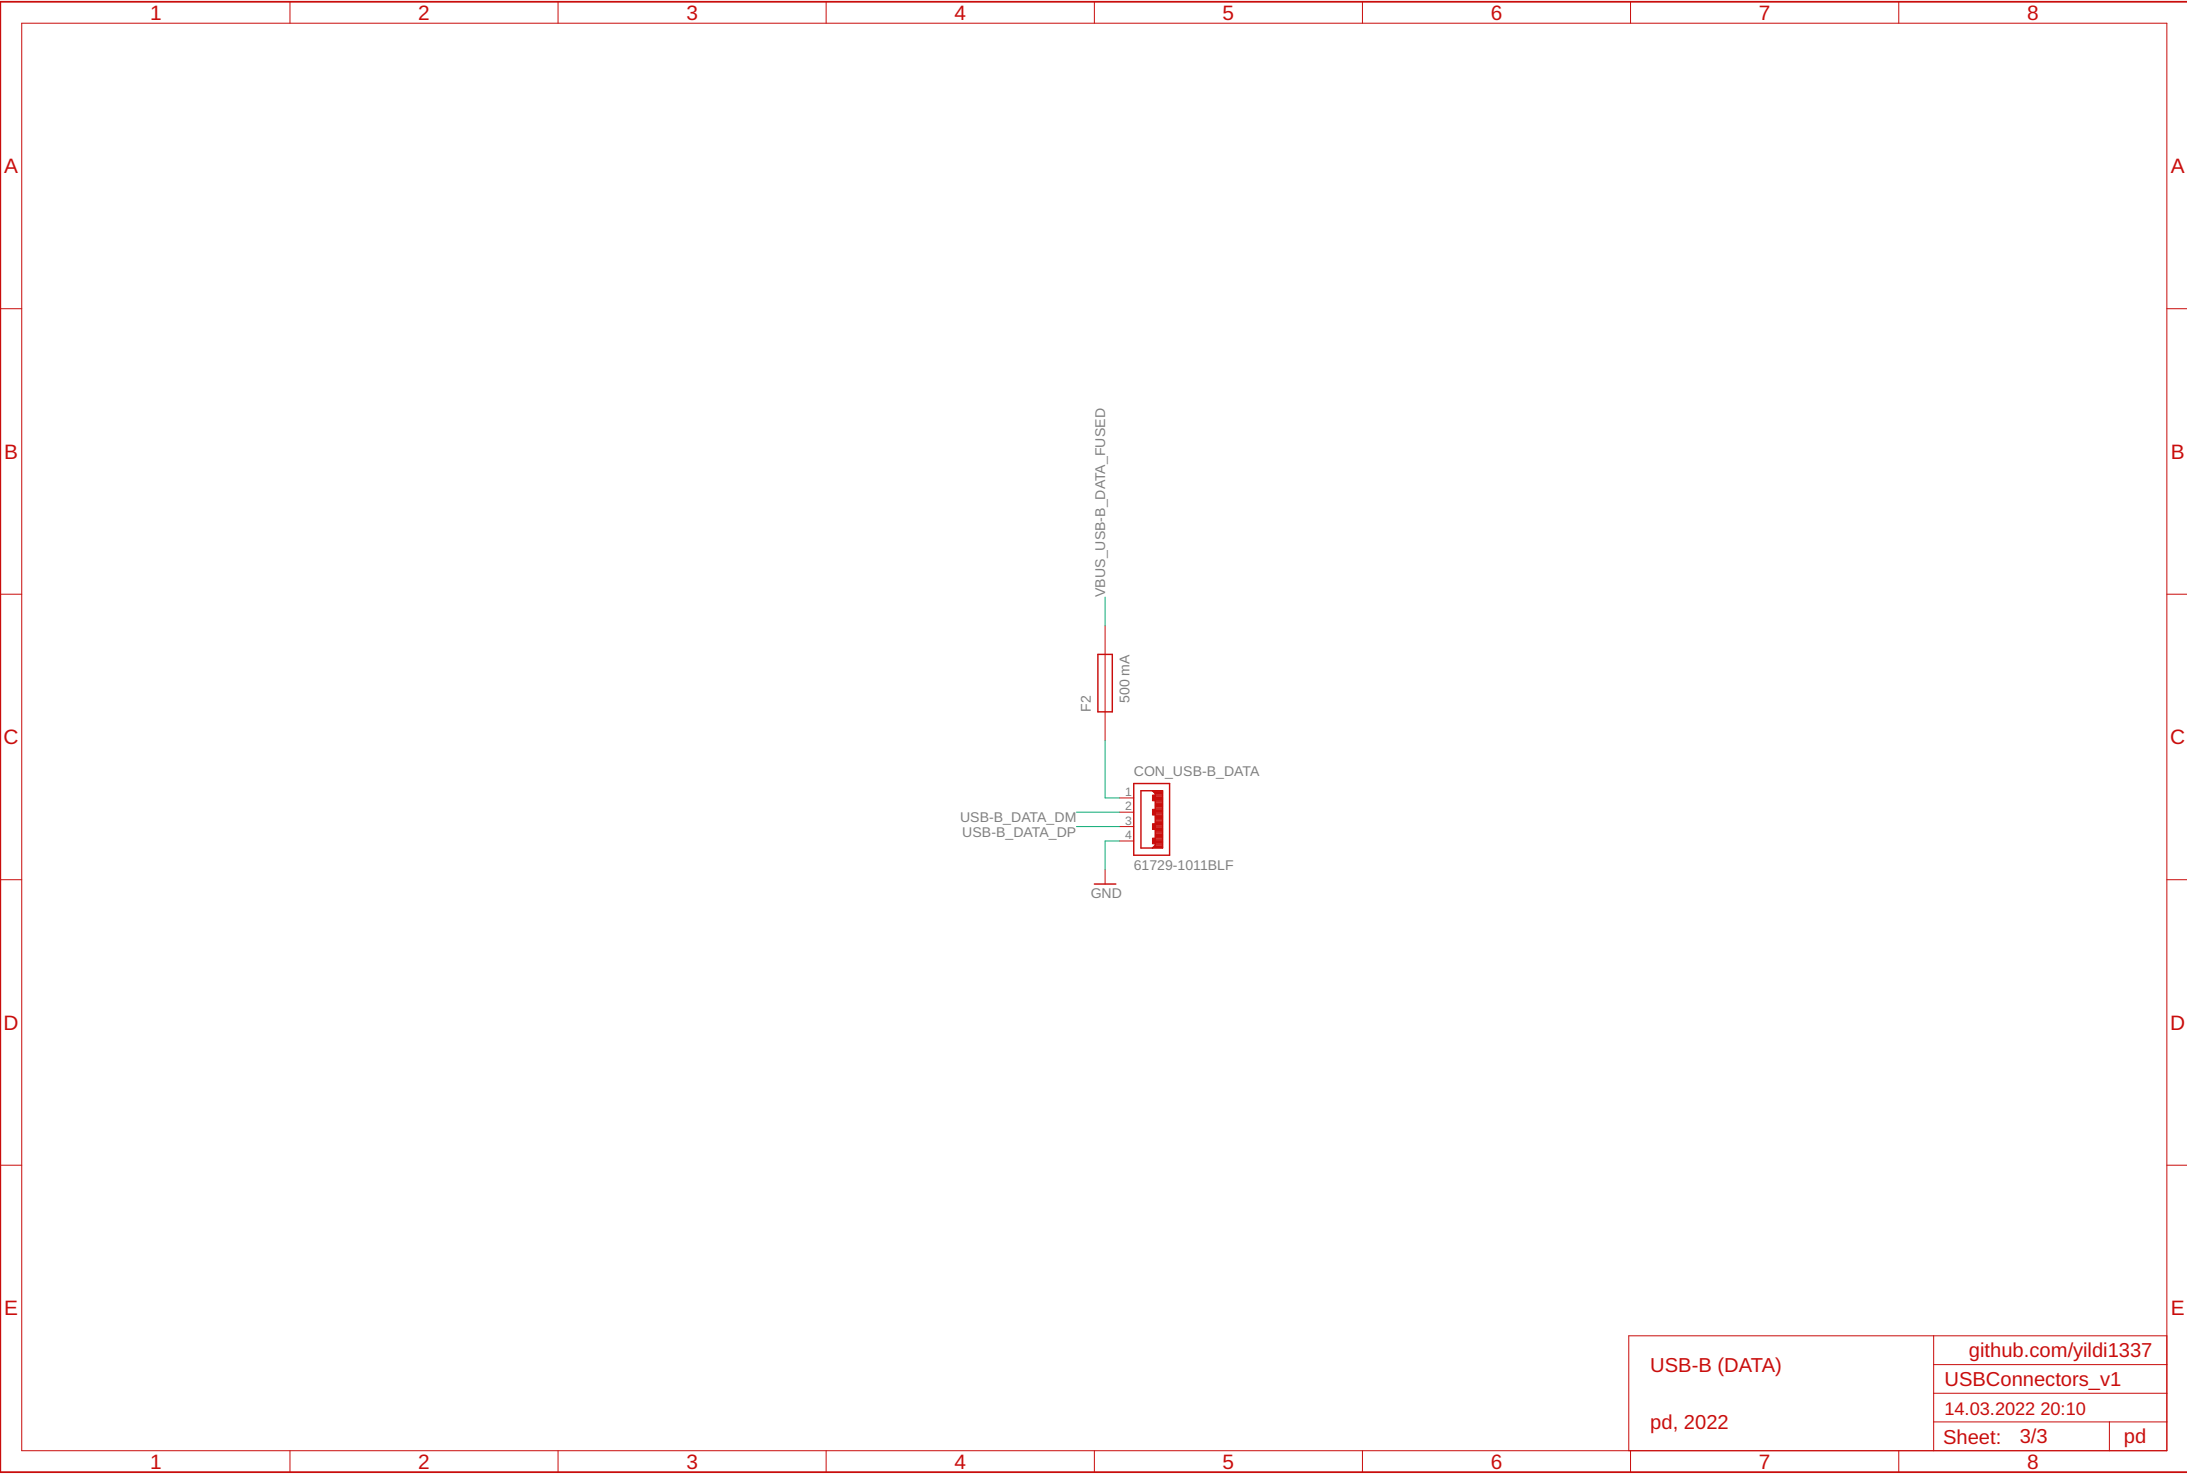 1 2 3 4 5 6 7 8
A A
B B
VBUS_USB-B_DATA_FUSED
F2
500 mA
C C
CON_USB-B_DATA
1
2
USB-B_DATA_DM
3
USB-B_DATA_DP
4
61729-1011BLF
GND
D D
E E
USB-B (DATA)
pd, 2022
github.com/yildi1337
USBConnectors_v1
14.03.2022 20:10
Sheet: 3/3 pd
1 2 3 4 5 6 7 8